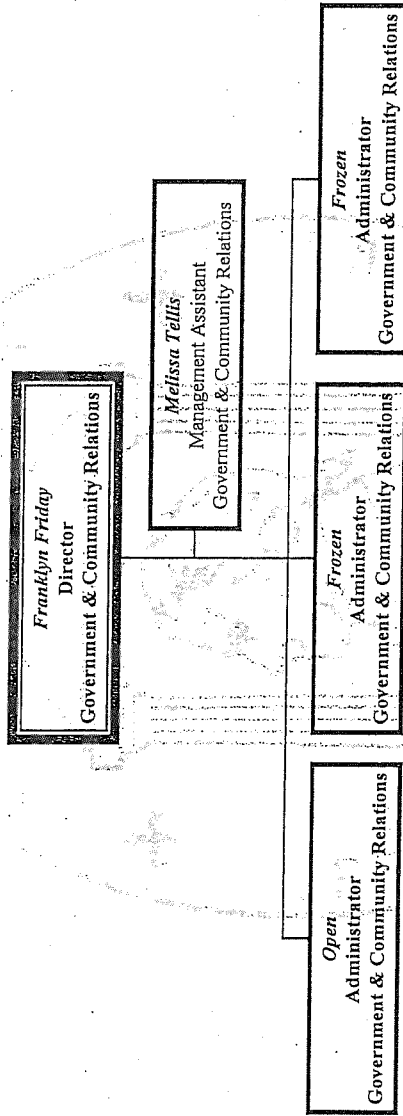 Franklyn Friday
Director
Government & Community Relations
Melissa Tellis
Management Assistant
Government & Community Relations
Open
Administrator
Government & Community Relations
Frozen
Administrator
Government & Community Relations
Frozen
Administrator
Government & Community Relations